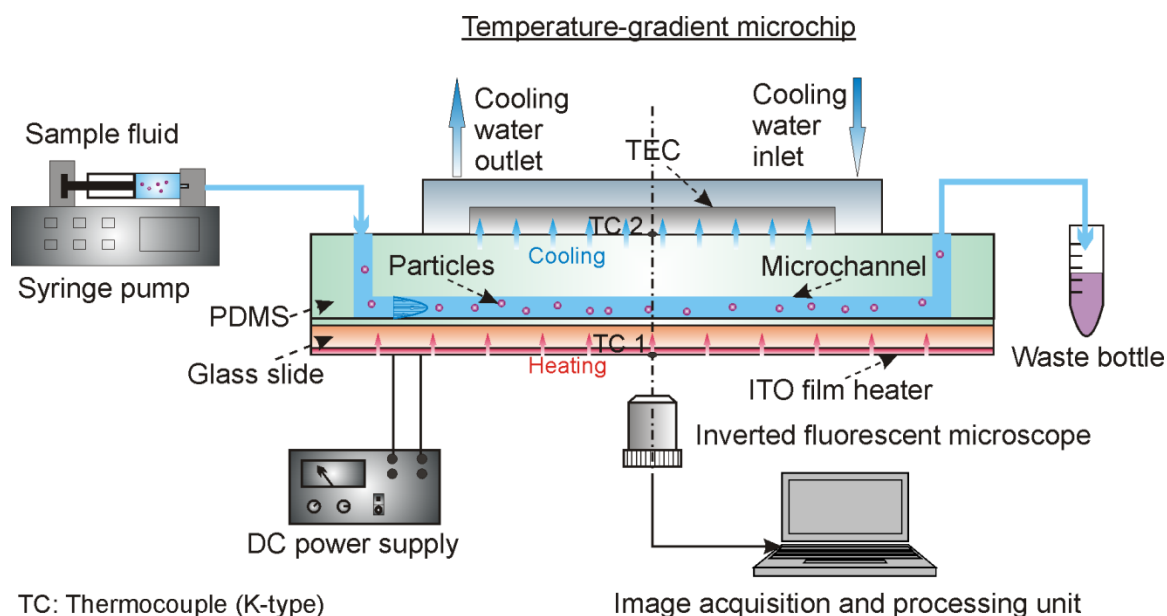 Temperature-gradient microchip
Sample fluid
Cooling
water
outlet
Cooling
water
inlet
TEC
TC 2
Cooling
Syringe pump
Particles
Microchannel
PDMS
Glass slide
TC 1
Heating
ITO film heater
Waste bottle
Inverted fluorescent microscope
DC power supply
TC: Thermocouple (K-type)
Image acquisition and processing unit